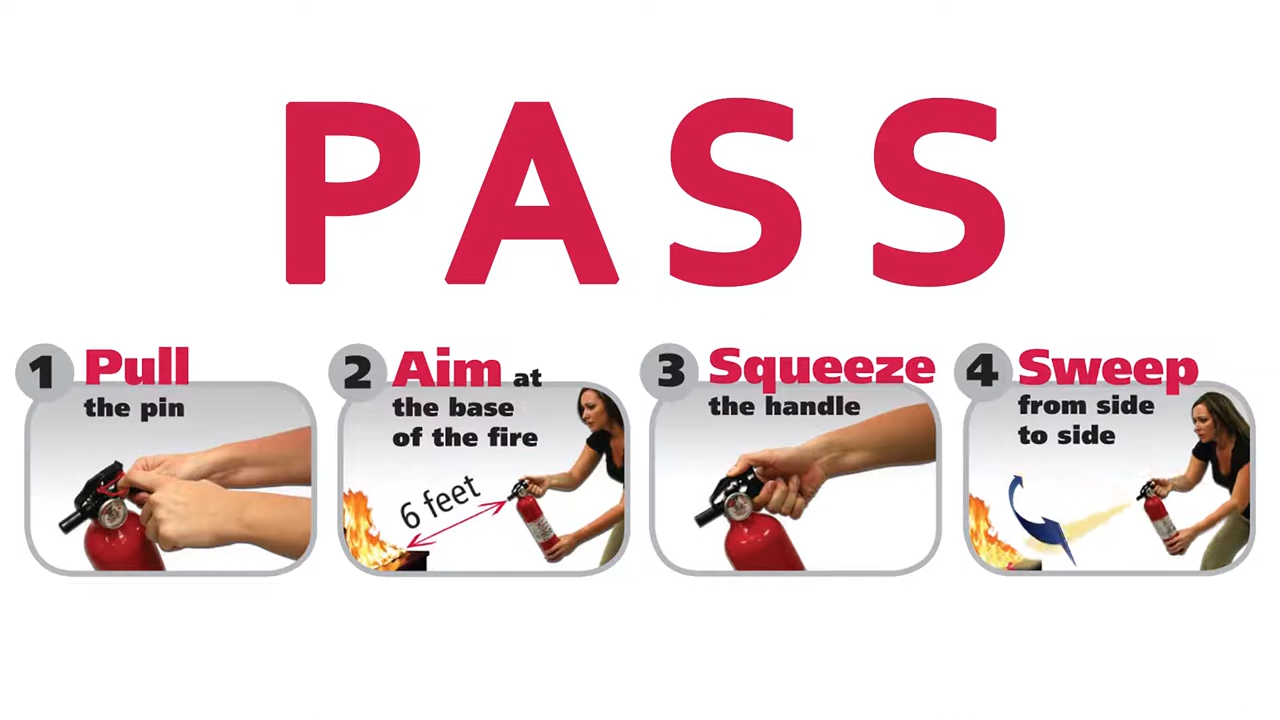 PASS
1 Pull
the pin
2 Aim at
the base
of the fire
6 feet
3 Squeeze
the handle
4 Sweep
from side
to side